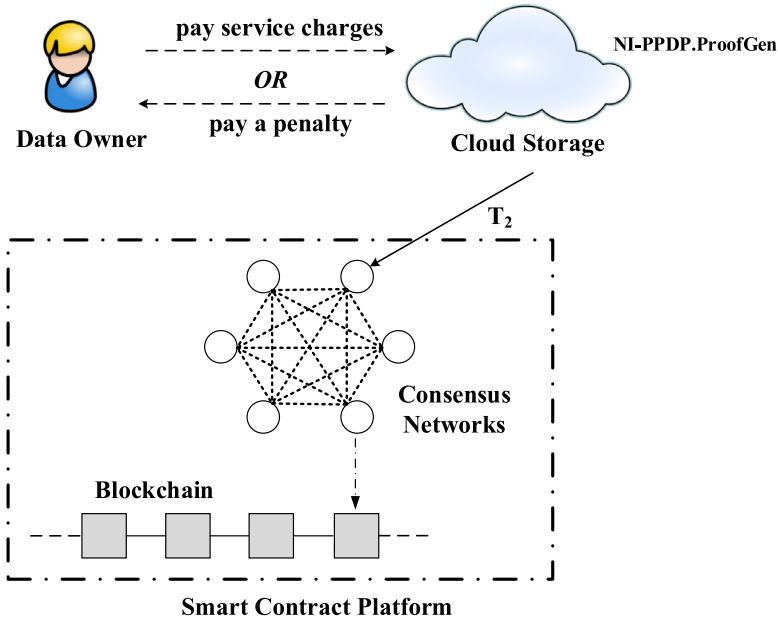 pay service charges
NI-PPDP.ProofGen
OR
pay a penalty
Data Owner
Cloud Storage
T₂
Consensus
Networks
Blockchain
Smart Contract Platform